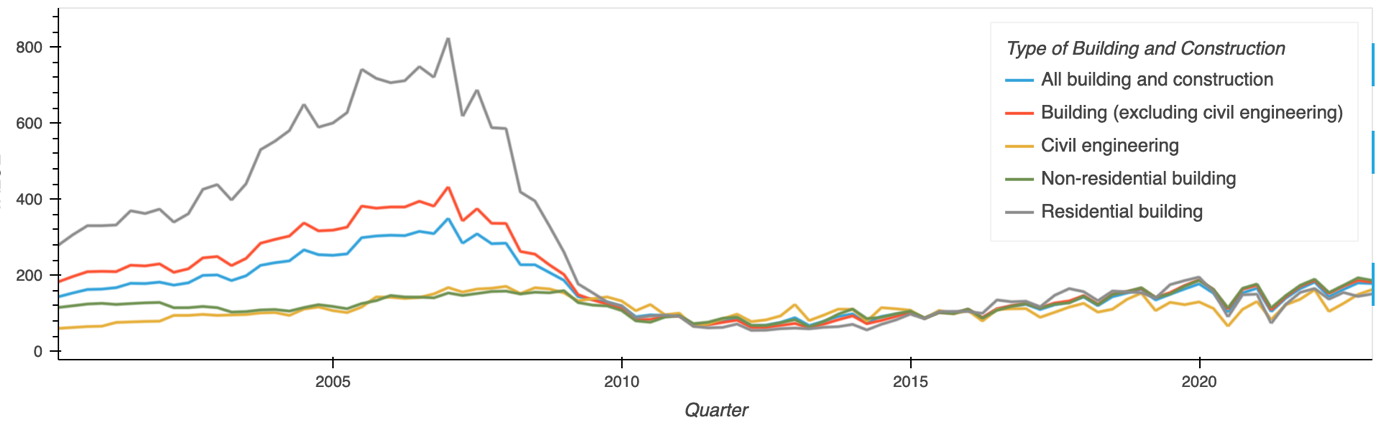 800
600
400
200
0
2005
2010
2015
2020
Quarter
Type of Building and Construction
All building and construction
Building (excluding civil engineering)
Civil engineering
Non-residential building
Residential building